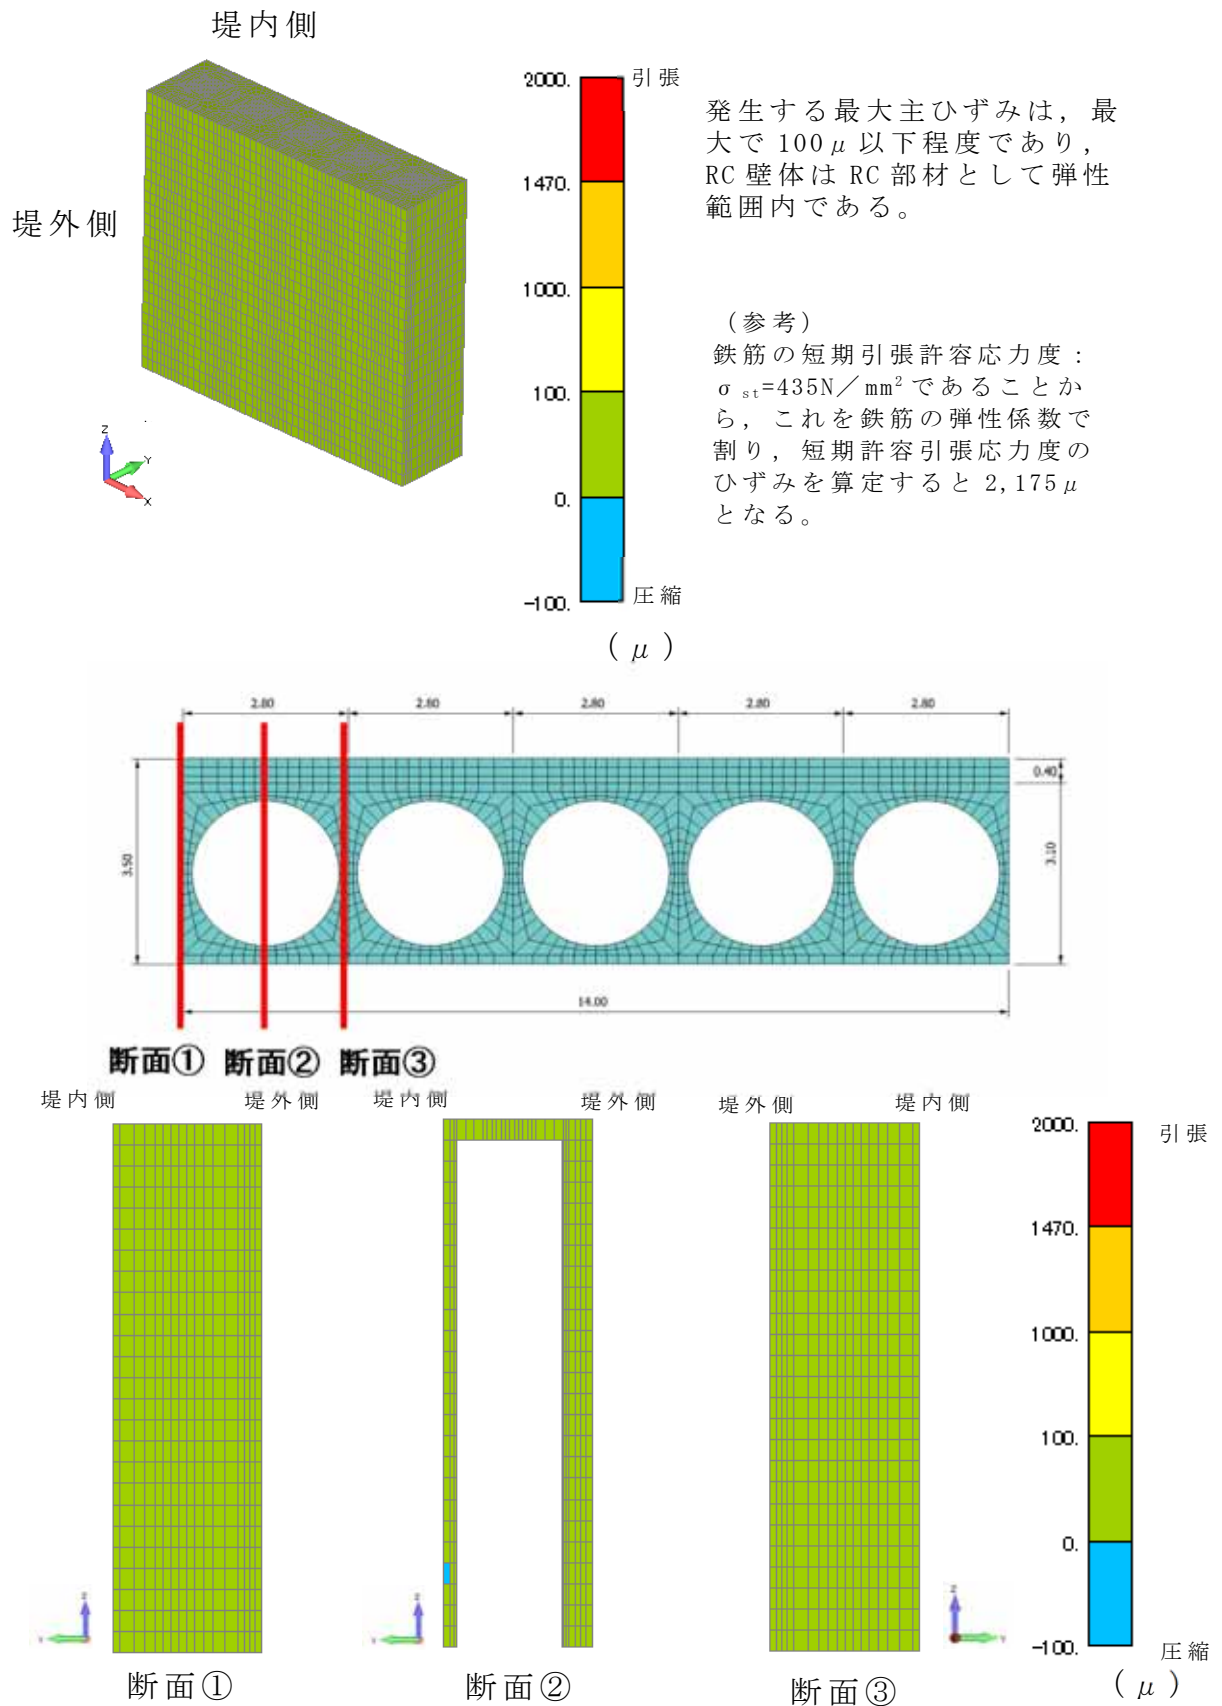 堤内側
堤外側
2000.
引張
1470.
1000.
100.
0.
-100.
圧縮
(μ)
発生する最大主ひずみは，最
大で100μ以下程度であり，
RC壁体はRC部材として弾性
範囲内である。
（参考）
鉄筋の短期引張許容応力度：
σst=435N／mm²であることか
ら，これを鉄筋の弾性係数で
割り，短期許容引張応力度の
ひずみを算定すると2,175μ
となる。
Z
Y
X
2.80
2.80
2.80
2.80
2.80
0.40
3.50
3.10
14.00
断面① 断面② 断面③
堤内側 堤外側
堤内側 堤外側
堤外側 堤内側
2000.
引張
1470.
1000.
100.
0.
-100.
圧縮
(μ)
Z
Y
Z
Y
Z
Y
断面①
断面②
断面③